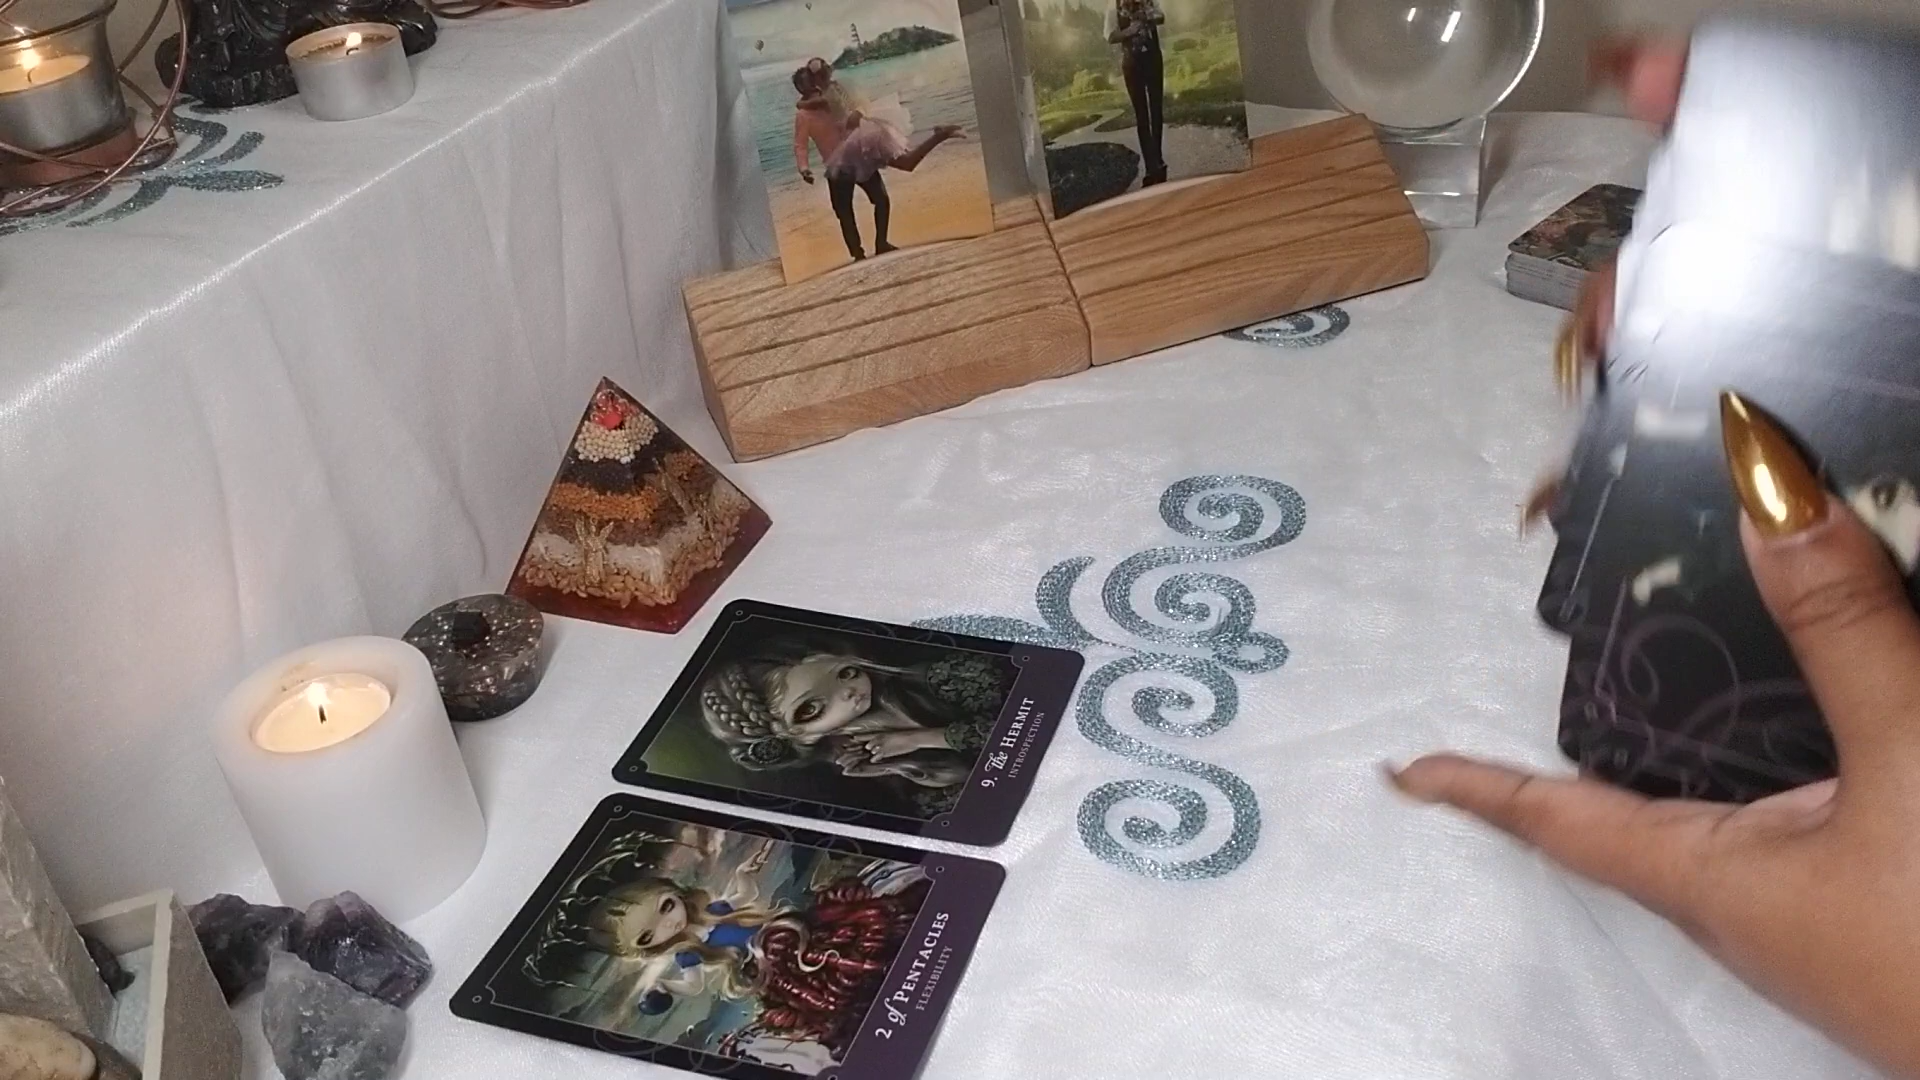 9. The HERMIT
INTROSPECTION
2 of PENTACLES
FLEXIBILITY